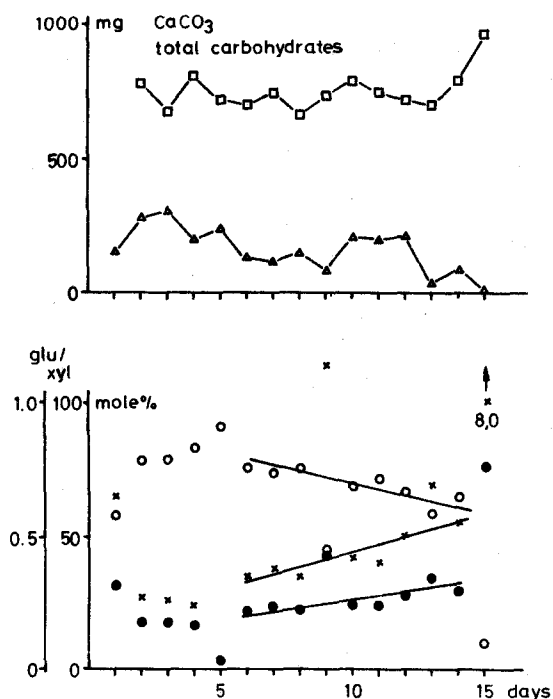 1000 mg CaCO3
total carbohydrates
500
0
glu/
xyl
1.0 100 mole%
8,0
0.5 50
0 0
5 10 15 days